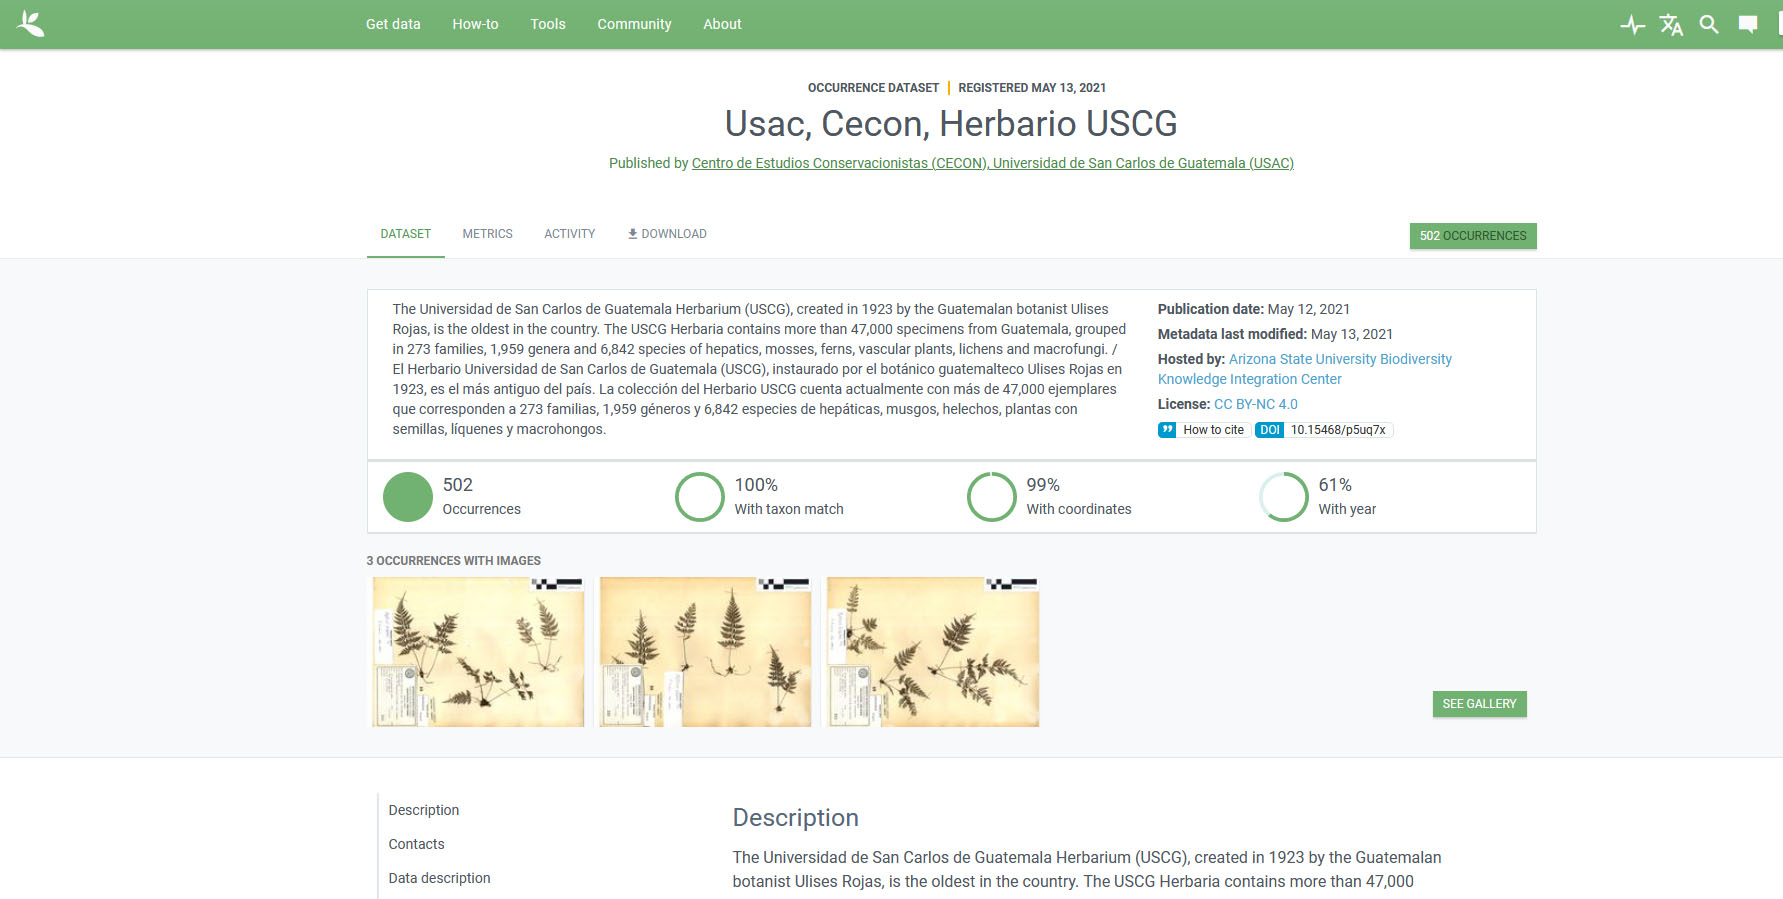 Get data How-to Tools Community About
OCCURRENCE DATASET | REGISTERED MAY 13, 2021
Usac, Cecon, Herbario USCG
Published by Centro de Estudios Conservacionistas (CECON), Universidad de San Carlos de Guatemala (USAC)
DATASET METRICS ACTIVITY DOWNLOAD
502 OCCURRENCES
The Universidad de San Carlos de Guatemala Herbarium (USCG), created in 1923 by the Guatemalan botanist Ulises
Rojas, is the oldest in the country. The USCG Herbaria contains more than 47,000 specimens from Guatemala, grouped
in 273 families, 1,959 genera and 6,842 species of hepatics, mosses, ferns, vascular plants, lichens and macrofungi. /
El Herbario Universidad de San Carlos de Guatemala (USCG), instaurado por el botánico guatemalteco Ulises Rojas en
1923, es el más antiguo del país. La colección del Herbario USCG cuenta actualmente con más de 47,000 ejemplares
que corresponden a 273 familias, 1,959 géneros y 6,842 especies de hepáticas, musgos, helechos, plantas con
semillas, líquenes y macrohongos.
Publication date: May 12, 2021
Metadata last modified: May 13, 2021
Hosted by: Arizona State University Biodiversity
Knowledge Integration Center
License: CC BY-NC 4.0
How to cite DOI 10.15468/p5uq7x
502
Occurrences
100%
With taxon match
99%
With coordinates
61%
With year
3 OCCURRENCES WITH IMAGES
SEE GALLERY
Description
Contacts
Data description
Description
The Universidad de San Carlos de Guatemala Herbarium (USCG), created in 1923 by the Guatemalan
botanist Ulises Rojas, is the oldest in the country. The USCG Herbaria contains more than 47,000